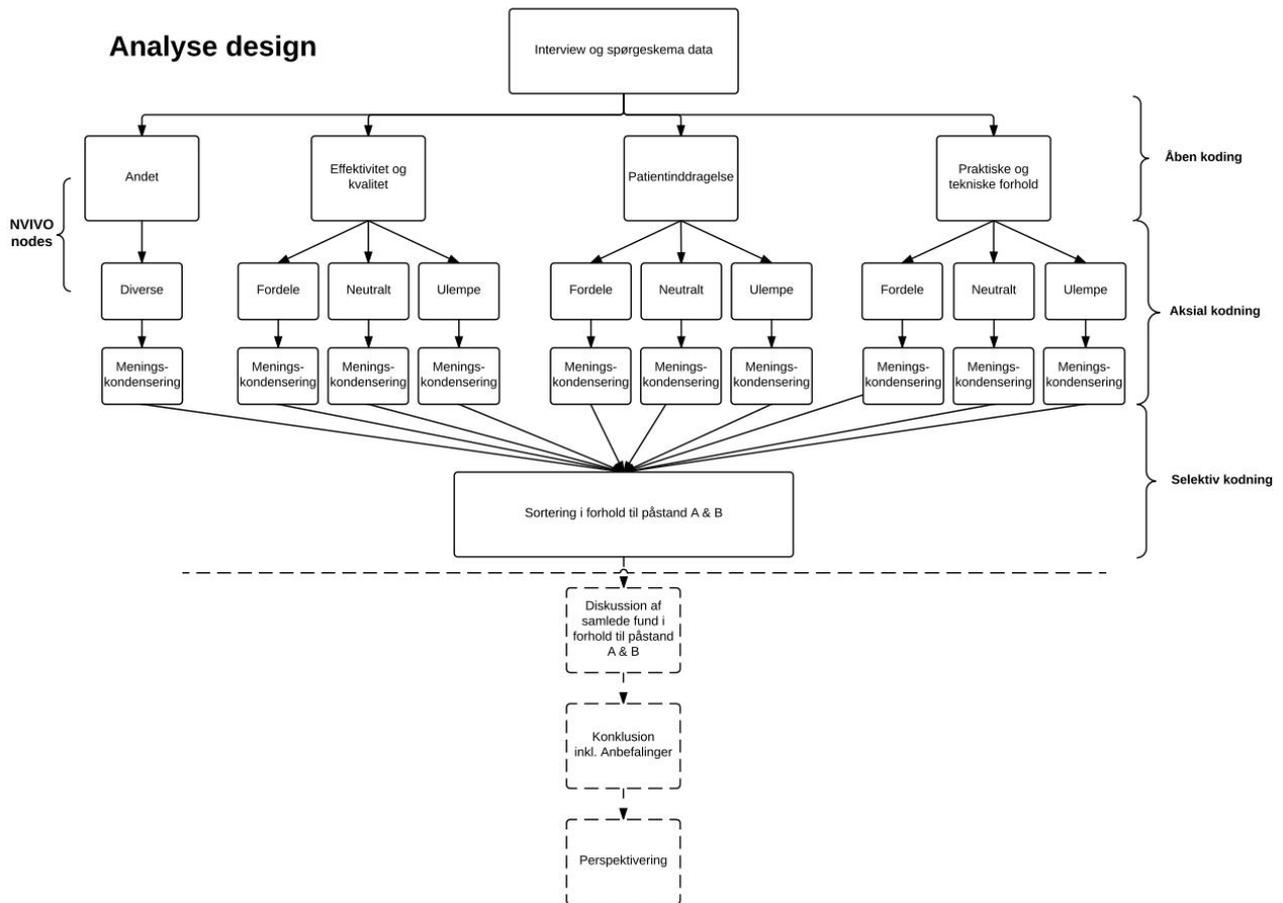 Analyse design
Interview og spørgeskema data
Åben koding
Andet
Effektivitet og
kvalitet
Patientinddragelse
Praktiske og
tekniske forhold
NVIVO
nodes
Diverse
Fordele
Neutralt
Ulempe
Fordele
Neutralt
Ulempe
Fordele
Neutralt
Ulempe
Aksial kodning
Menings-
kondensering
Menings-
kondensering
Menings-
kondensering
Menings-
kondensering
Menings-
kondensering
Menings-
kondensering
Menings-
kondensering
Menings-
kondensering
Menings-
kondensering
Menings-
kondensering
Selektiv kodning
Sortering i forhold til påstand A & B
Diskussion af
samlede fund i
forhold til påstand
A & B
Konklusion
inkl. Anbefalinger
Perspektivering